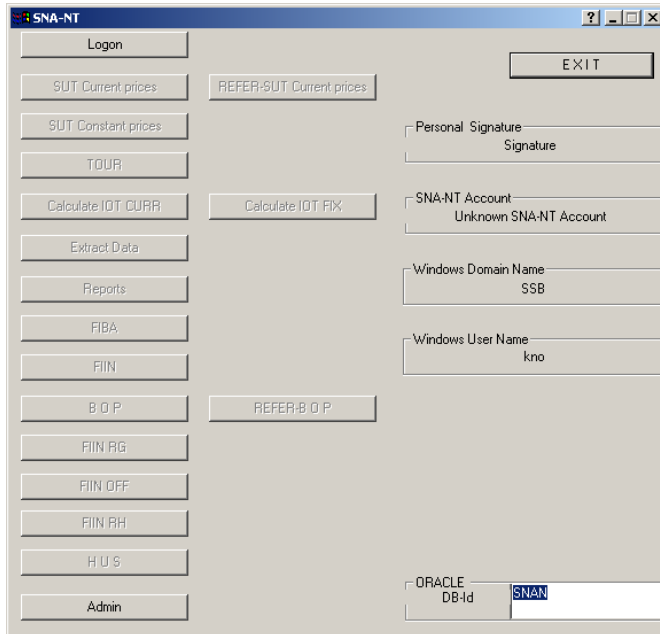 SNA-NT
Logon
EXIT
SUT Current prices
REFER-SUT Current prices
SUT Constant prices
Personal Signature
Signature
TOUR
Calculate IOT CURR
Calculate IOT FIX
SNA-NT Account
Unknown SNA-NT Account
Extract Data
Windows Domain Name
SSB
Reports
FIBA
Windows User Name
kno
FIIN
B O P
REFER-B O P
FIIN RG
FIIN OFF
FIIN RH
H U S
ORACLE
DB-Id
SNAN
Admin